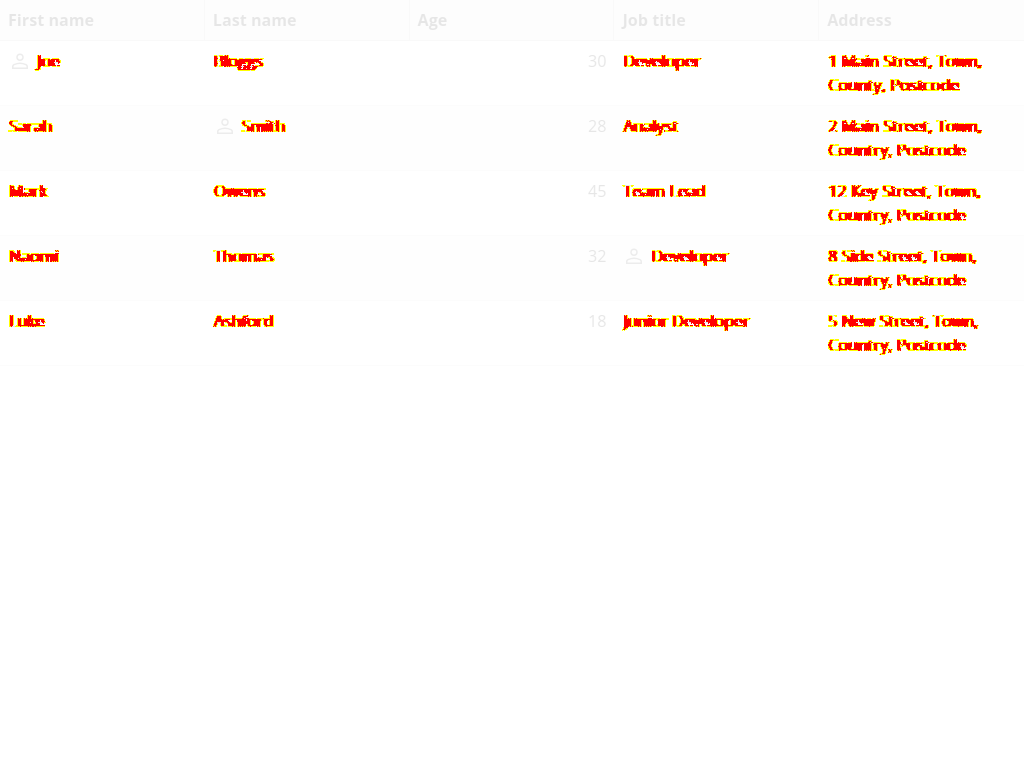 First name Last name Age Job title Address
Joe Bloggs 30 Developer 1 Main Street, Town,
County, Postcode
Sarah Smith 28 Analyst 2 Main Street, Town,
Country, Postcode
Mark Owens 45 Team Lead 12 Key Street, Town,
Country, Postcode
Naomi Thomas 32 Developer 8 Side Street, Town,
Country, Postcode
Luke Ashford 18 Junior Developer 5 New Street, Town,
Country, Postcode